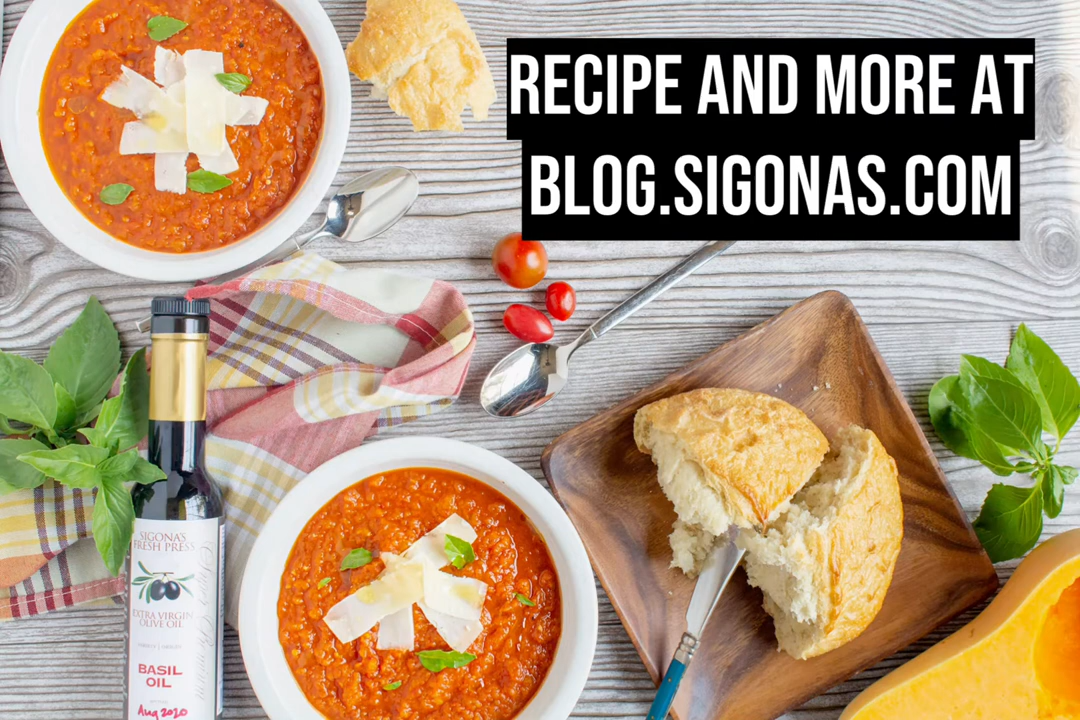 RECIPE AND MORE AT
BLOG.SIGONAS.COM
SIGONA'S
FRESH PRESS
EXTRA VIRGIN
OLIVE OIL
BASIL
OIL
Aug 2020